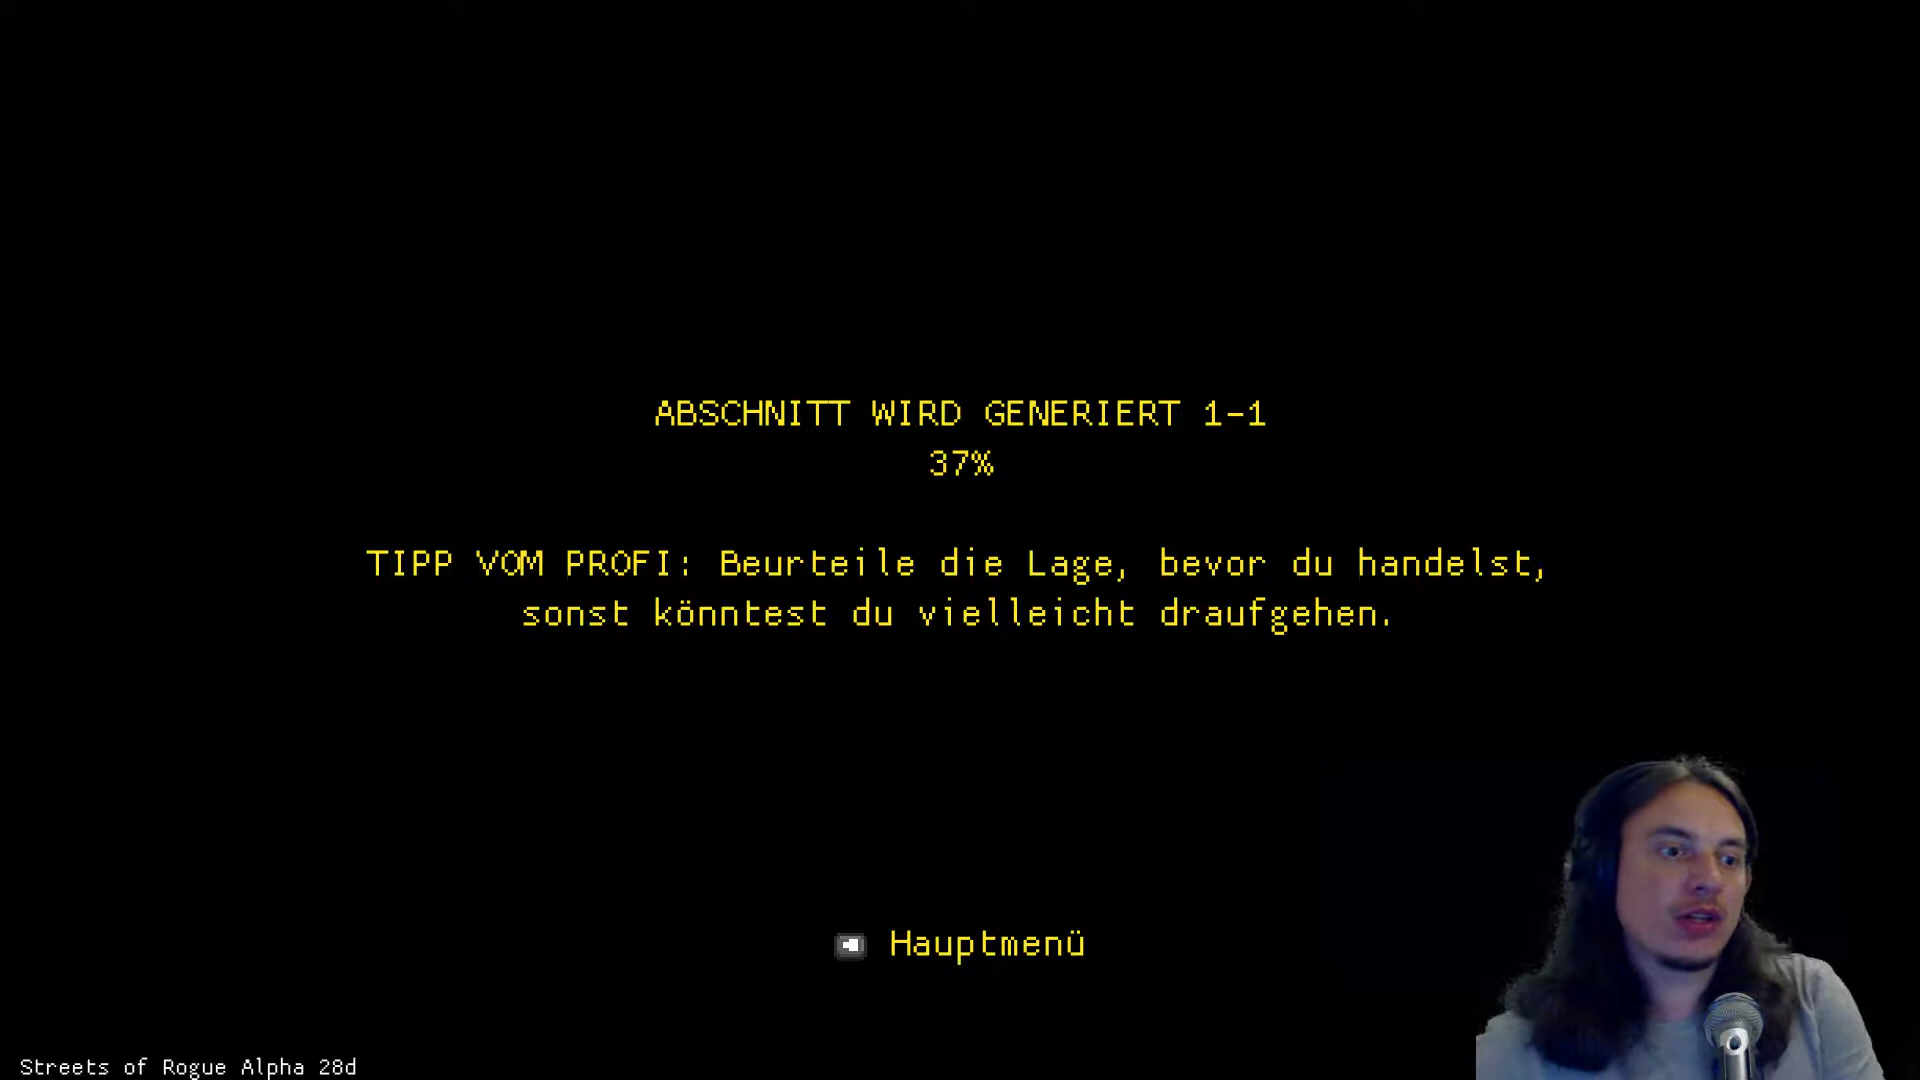 ABSCHNITT WIRD GENERIERT 1-1
37%
TIPP VOM PROFI: Beurteile die Lage, bevor du handelst,
sonst könntest du vielleicht draufgehen.
Hauptmenü
Streets of Rogue Alpha 28d